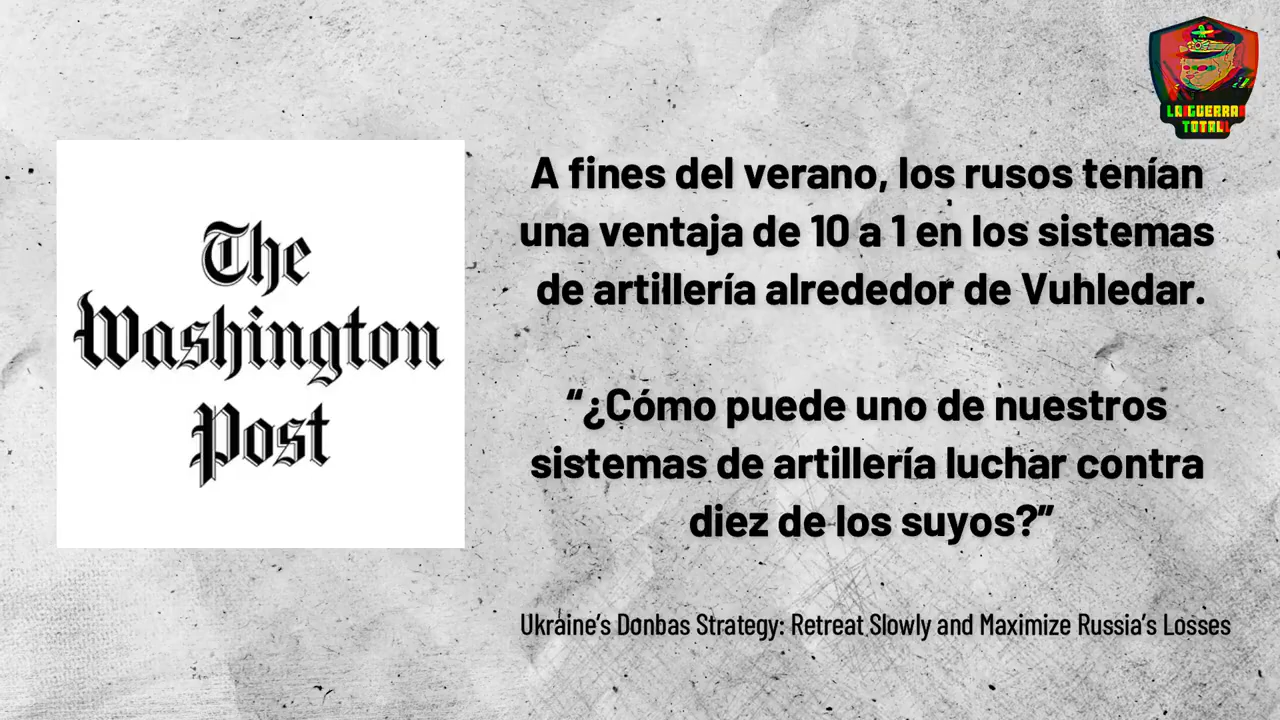 LA GUERRA
TOTAL
The
Washington
Post
A fines del verano, los rusos tenían
una ventaja de 10 a 1 en los sistemas
de artillería alrededor de Vuhledar.
“¿Cómo puede uno de nuestros
sistemas de artillería luchar contra
diez de los suyos?”
Ukraine’s Donbas Strategy: Retreat Slowly and Maximize Russia’s Losses